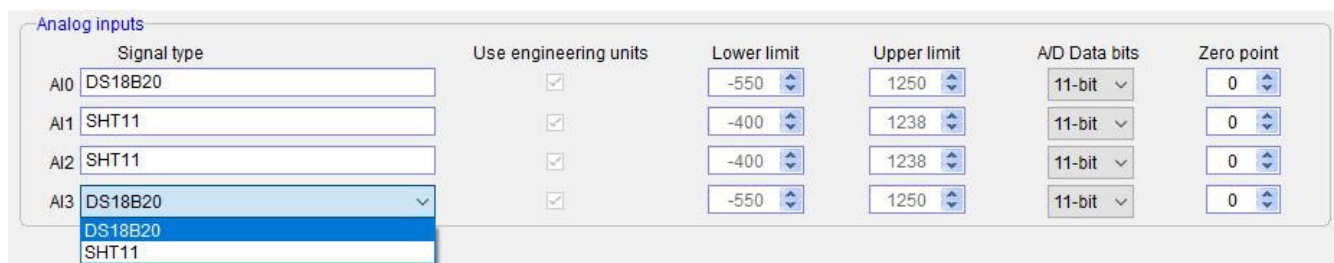 Analog inputs
Signal type Use engineering units Lower limit Upper limit A/D Data bits Zero point
AI0 DS18B20 -550 1250 11-bit 0
AI1 SHT11 -400 1238 11-bit 0
AI2 SHT11 -400 1238 11-bit 0
AI3 DS18B20 -550 1250 11-bit 0
DS18B20
SHT11